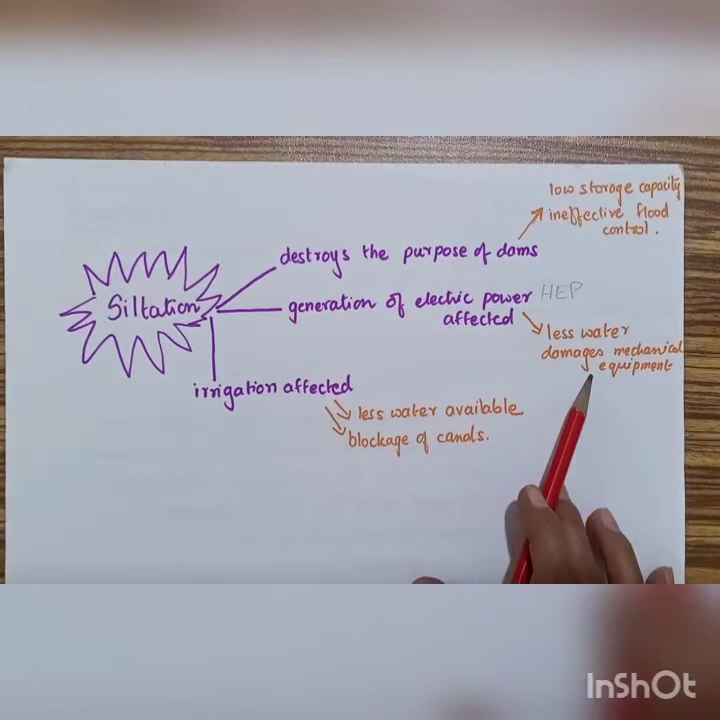 low storage capacity
ineffective flood
control.
destroys the purpose of dams
Siltation
generation of electric power HEP
affected
less water
damages mechanical
equipment
irrigation affected
less water available
blockage of canals.
InShOt